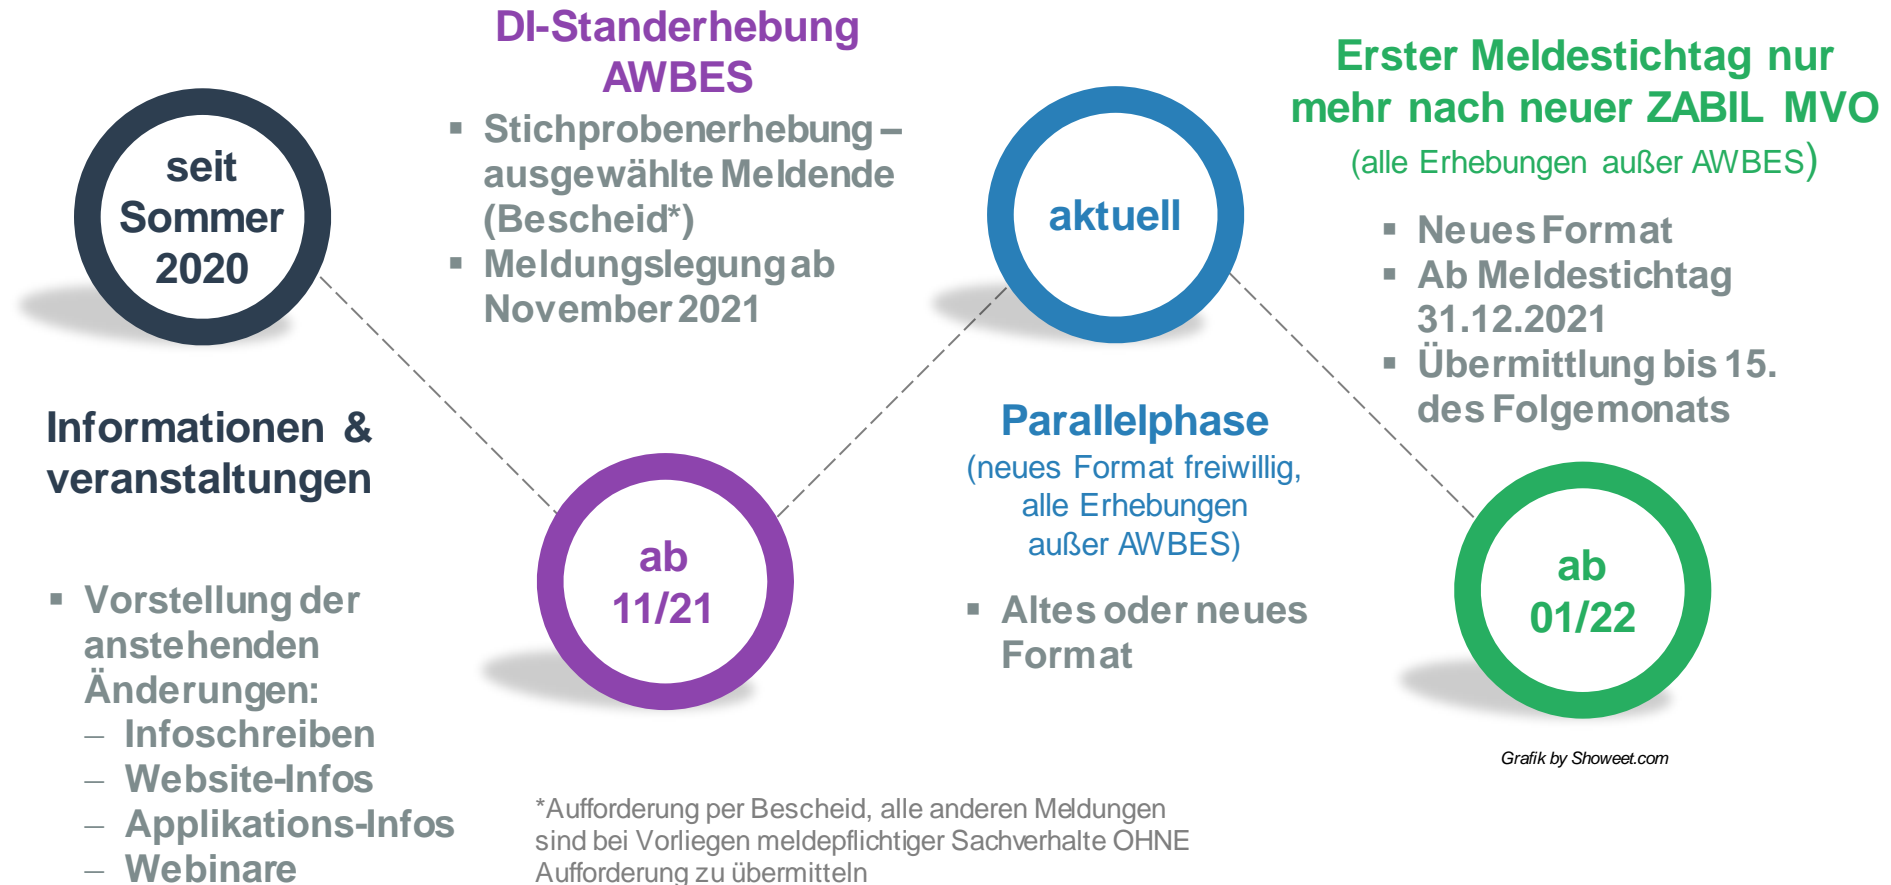 seit
Sommer
2020
Informationen &
veranstaltungen
▪ Vorstellung der
anstehenden
Änderungen:
– Infoschreiben
– Website-Infos
– Applikations-Infos
– Webinare
DI-Standerhebung
AWBES
▪ Stichprobenerhebung –
ausgewählte Meldende
(Bescheid*)
▪ Meldungslegung ab
November 2021
ab
11/21
aktuell
Parallelphase
(neues Format freiwillig,
alle Erhebungen
außer AWBES)
▪ Altes oder neues
Format
Erster Meldestichtag nur
mehr nach neuer ZABIL MVO
(alle Erhebungen außer AWBES)
▪ Neues Format
▪ Ab Meldestichtag
31.12.2021
▪ Übermittlung bis 15.
des Folgemonats
ab
01/22
Grafik by Showeet.com
*Aufforderung per Bescheid, alle anderen Meldungen
sind bei Vorliegen meldepflichtiger Sachverhalte OHNE
Aufforderung zu übermitteln